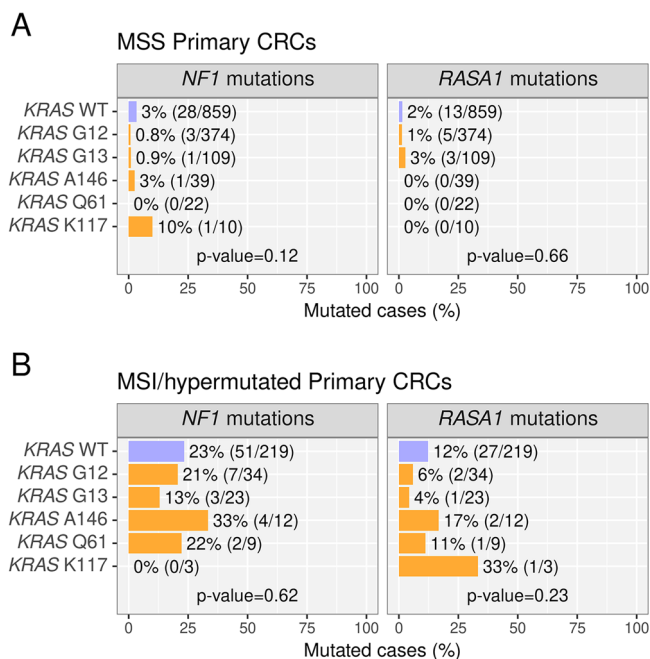 A
MSS Primary CRCs
NF1 mutations
RASA1 mutations
KRAS WT 3% (28/859) 2% (13/859)
KRAS G12 0.8% (3/374) 1% (5/374)
KRAS G13 0.9% (1/109) 3% (3/109)
KRAS A146 3% (1/39) 0% (0/39)
KRAS Q61 0% (0/22) 0% (0/22)
KRAS K117 10% (1/10) 0% (0/10)
p-value=0.12 p-value=0.66
0 25 50 75 100 0 25 50 75 100
Mutated cases (%) Mutated cases (%)
B
MSI/hypermutated Primary CRCs
NF1 mutations
RASA1 mutations
KRAS WT 23% (51/219) 12% (27/219)
KRAS G12 21% (7/34) 6% (2/34)
KRAS G13 13% (3/23) 4% (1/23)
KRAS A146 33% (4/12) 17% (2/12)
KRAS Q61 22% (2/9) 11% (1/9)
KRAS K117 0% (0/3) 33% (1/3)
p-value=0.62 p-value=0.23
0 25 50 75 100 0 25 50 75 100
Mutated cases (%) Mutated cases (%)